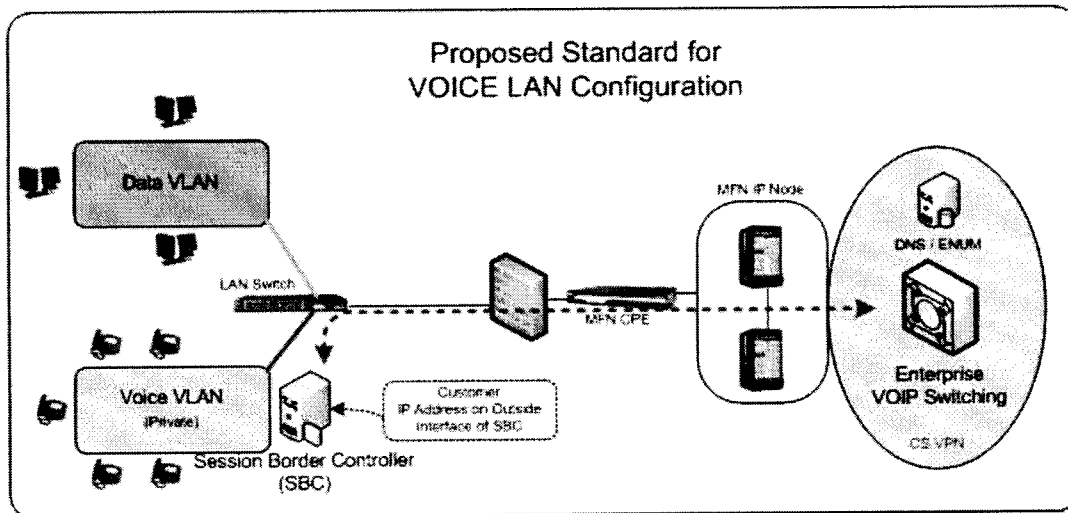 Proposed Standard for
VOICE LAN Configuration
Data VLAN
MFN IP Node
DNS / ENUM
LAN Switch
MFN CPE
Voice VLAN
(Private)
Customer
IP Address on Outside
Interface of SBC
Enterprise
VOIP Switching
CS VPN
Session Border Controller
(SBC)